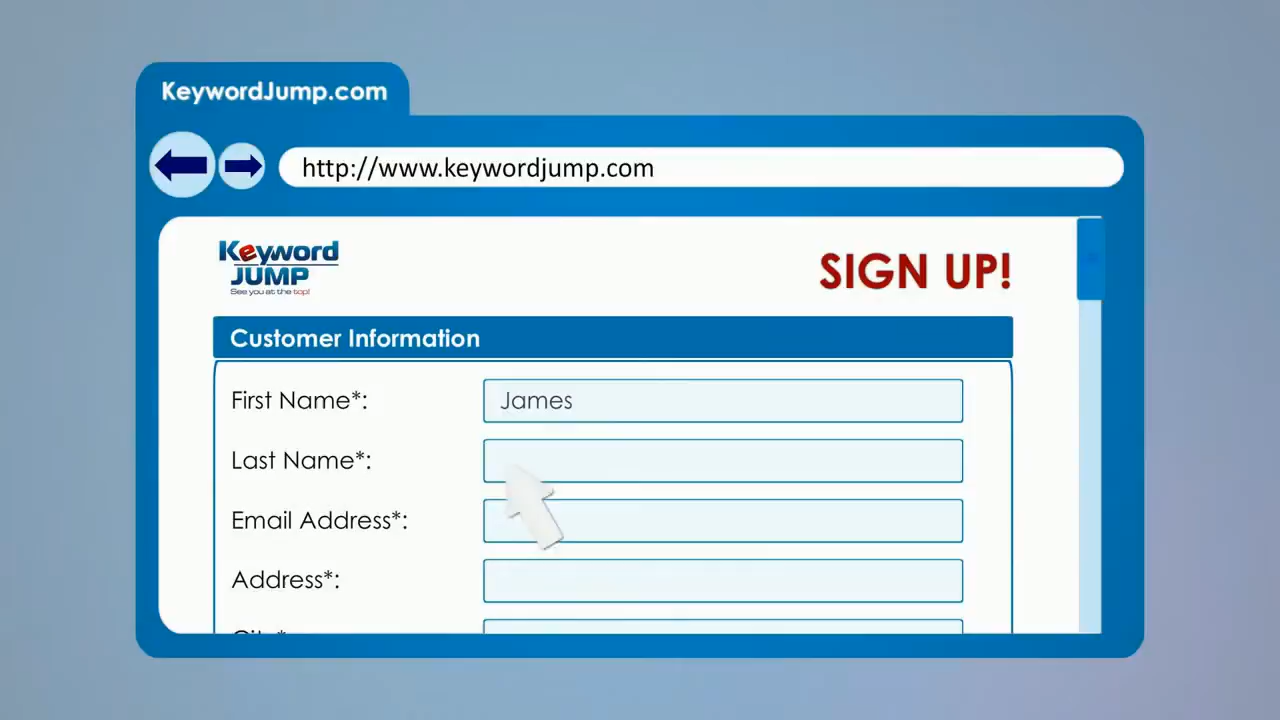 KeywordJump.com
http://www.keywordjump.com
Keyword
JUMP
See you at the top!
SIGN UP!
Customer Information
First Name*: James
Last Name*:
Email Address*:
Address*: